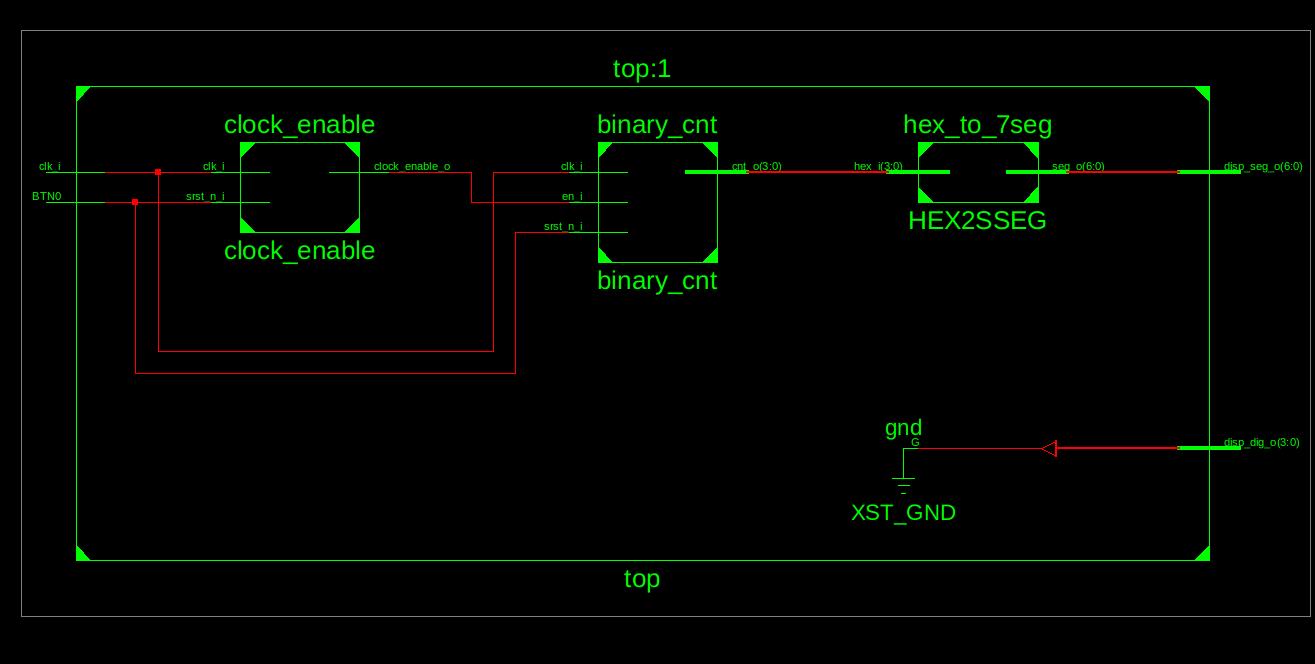 top:1
clock_enable
binary_cnt
hex_to_7seg
clk_i
clk_i
clock_enable_o
clk_i
cnt_o(3:0)
hex_i(3:0)
seg_o(6:0)
disp_seg_o(6:0)
BTN0
srst_n_i
en_i
srst_n_i
HEX2SSEG
clock_enable
binary_cnt
gnd
G
disp_dig_o(3:0)
XST_GND
top